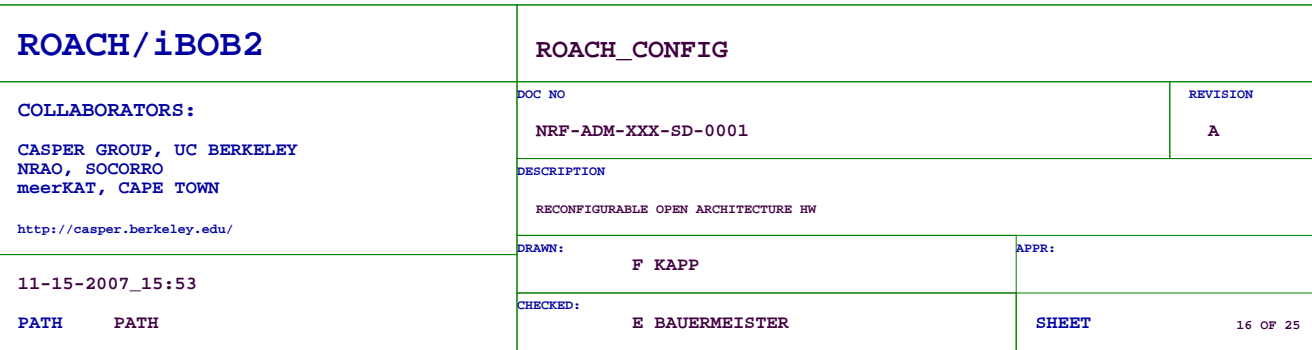 ROACH/iBOB2
COLLABORATORS:
CASPER GROUP, UC BERKELEY
NRAO, SOCORRO
meerKAT, CAPE TOWN
http://casper.berkeley.edu/
11-15-2007_15:53
PATH PATH
ROACH_CONFIG
DOC NO
NRF-ADM-XXX-SD-0001
REVISION
A
DESCRIPTION
RECONFIGURABLE OPEN ARCHITECTURE HW
DRAWN:
F KAPP
APPR:
CHECKED:
E BAUERMEISTER
SHEET 16 OF 25